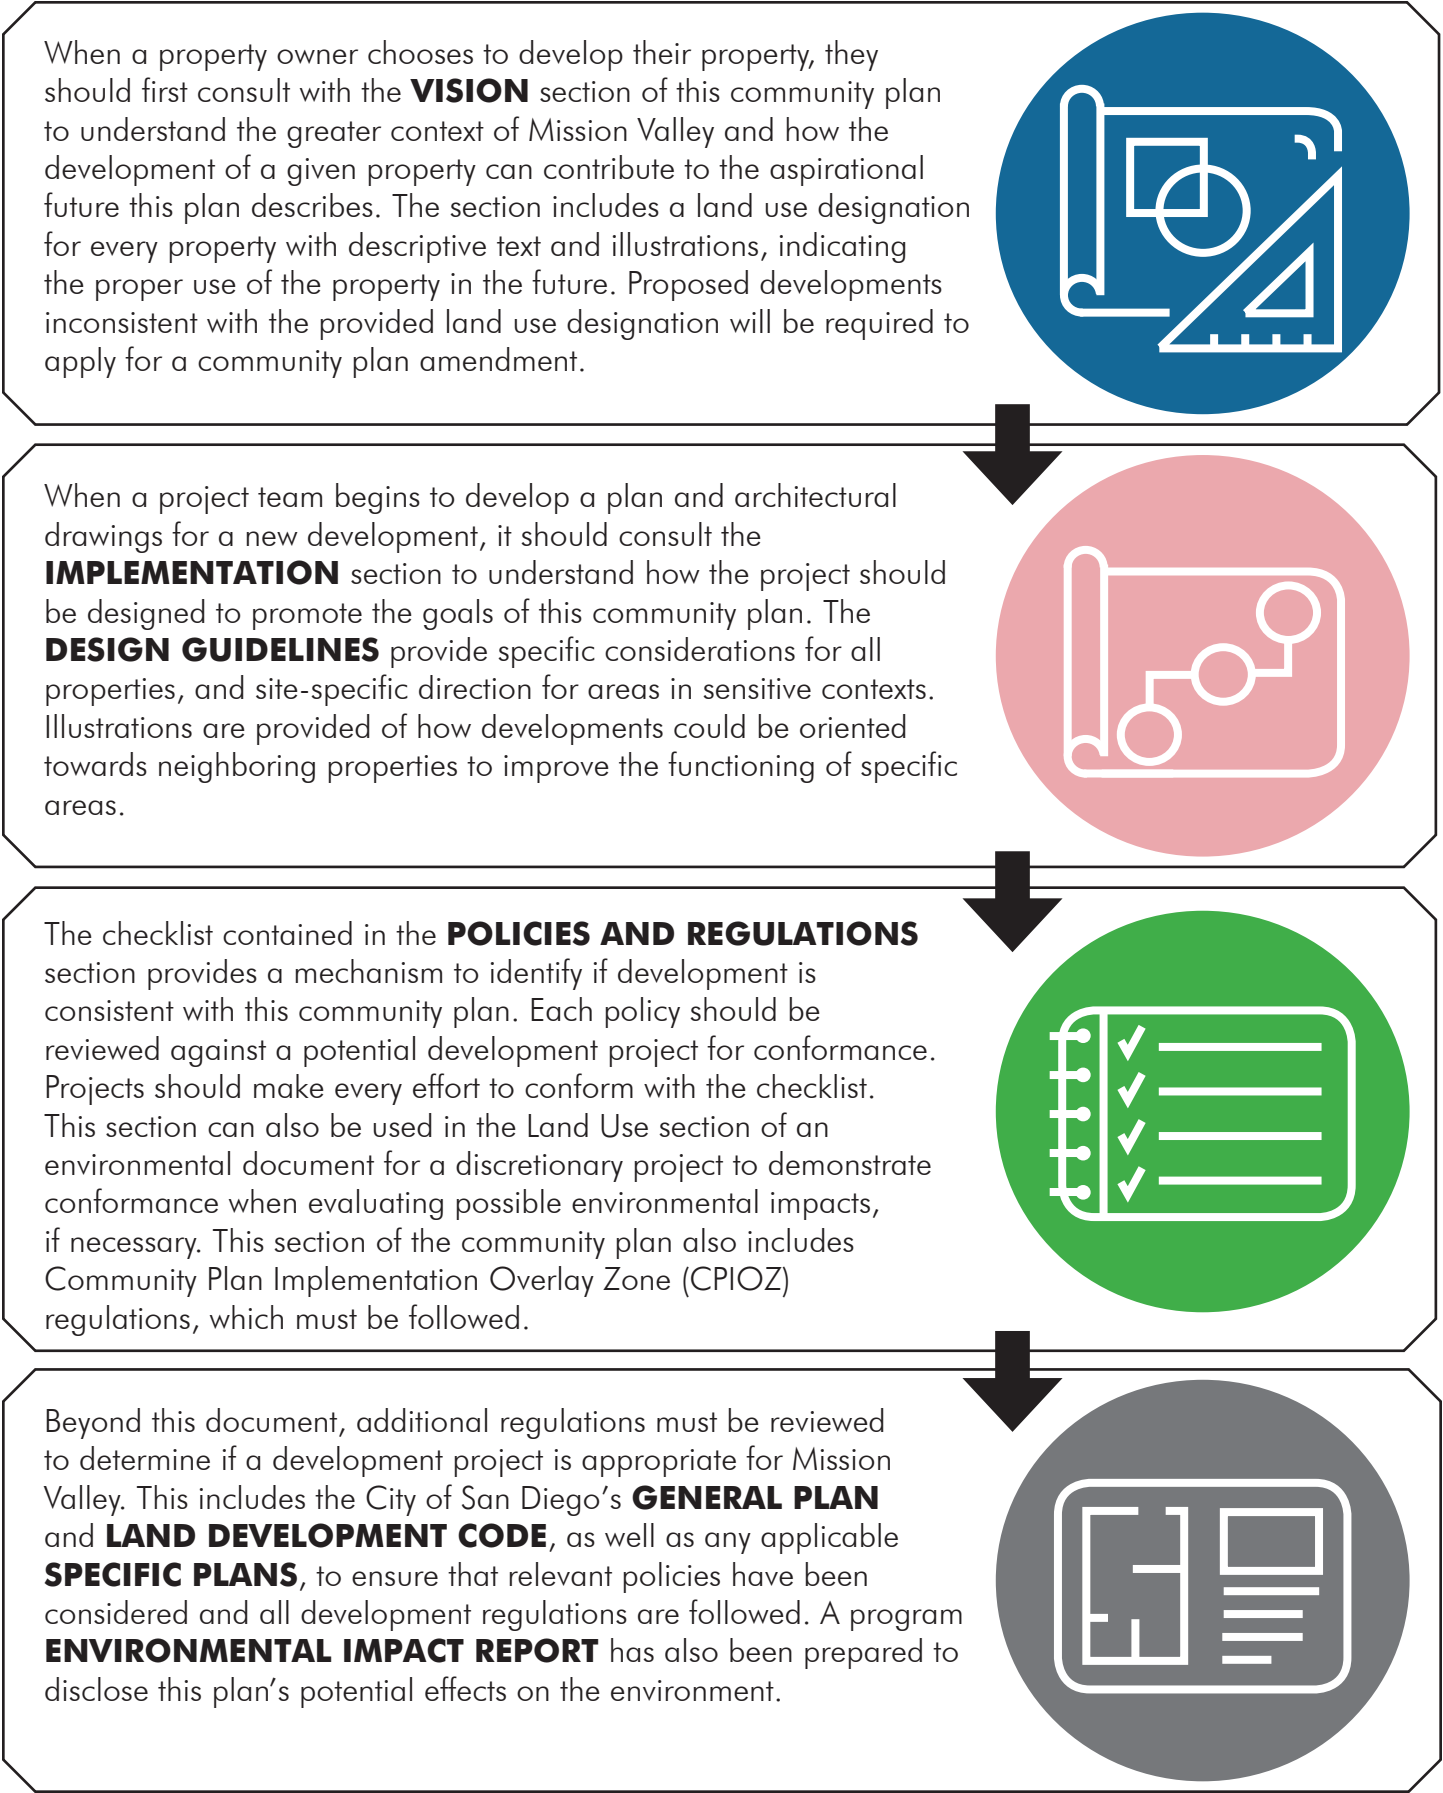 When a property owner chooses to develop their property, they
should first consult with the VISION section of this community plan
to understand the greater context of Mission Valley and how the
development of a given property can contribute to the aspirational
future this plan describes. The section includes a land use designation
for every property with descriptive text and illustrations, indicating
the proper use of the property in the future. Proposed developments
inconsistent with the provided land use designation will be required to
apply for a community plan amendment.
When a project team begins to develop a plan and architectural
drawings for a new development, it should consult the
IMPLEMENTATION section to understand how the project should
be designed to promote the goals of this community plan. The
DESIGN GUIDELINES provide specific considerations for all
properties, and site-specific direction for areas in sensitive contexts.
Illustrations are provided of how developments could be oriented
towards neighboring properties to improve the functioning of specific
areas.
The checklist contained in the POLICIES AND REGULATIONS
section provides a mechanism to identify if development is
consistent with this community plan. Each policy should be
reviewed against a potential development project for conformance.
Projects should make every effort to conform with the checklist.
This section can also be used in the Land Use section of an
environmental document for a discretionary project to demonstrate
conformance when evaluating possible environmental impacts,
if necessary. This section of the community plan also includes
Community Plan Implementation Overlay Zone (CPIOZ)
regulations, which must be followed.
Beyond this document, additional regulations must be reviewed
to determine if a development project is appropriate for Mission
Valley. This includes the City of San Diego’s GENERAL PLAN
and LAND DEVELOPMENT CODE, as well as any applicable
SPECIFIC PLANS, to ensure that relevant policies have been
considered and all development regulations are followed. A program
ENVIRONMENTAL IMPACT REPORT has also been prepared to
disclose this plan’s potential effects on the environment.